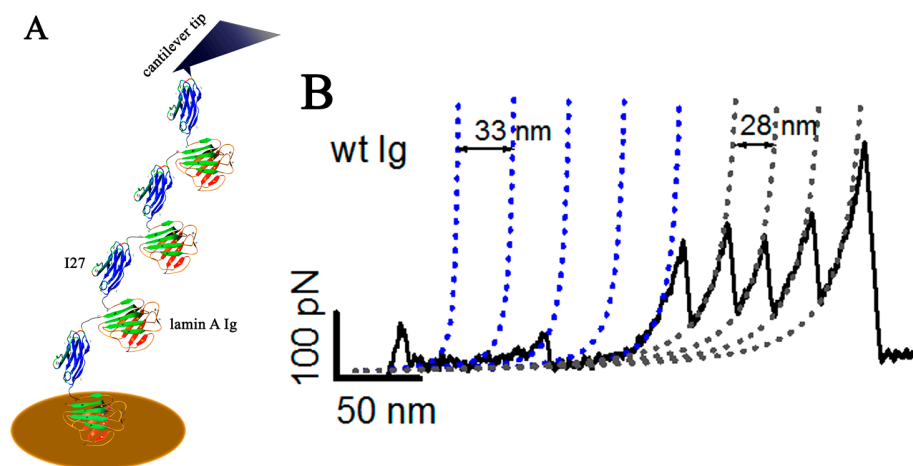 A
cantilever tip
I27
lamin A Ig
B
wt Ig
33 nm
28 nm
100 pN
50 nm